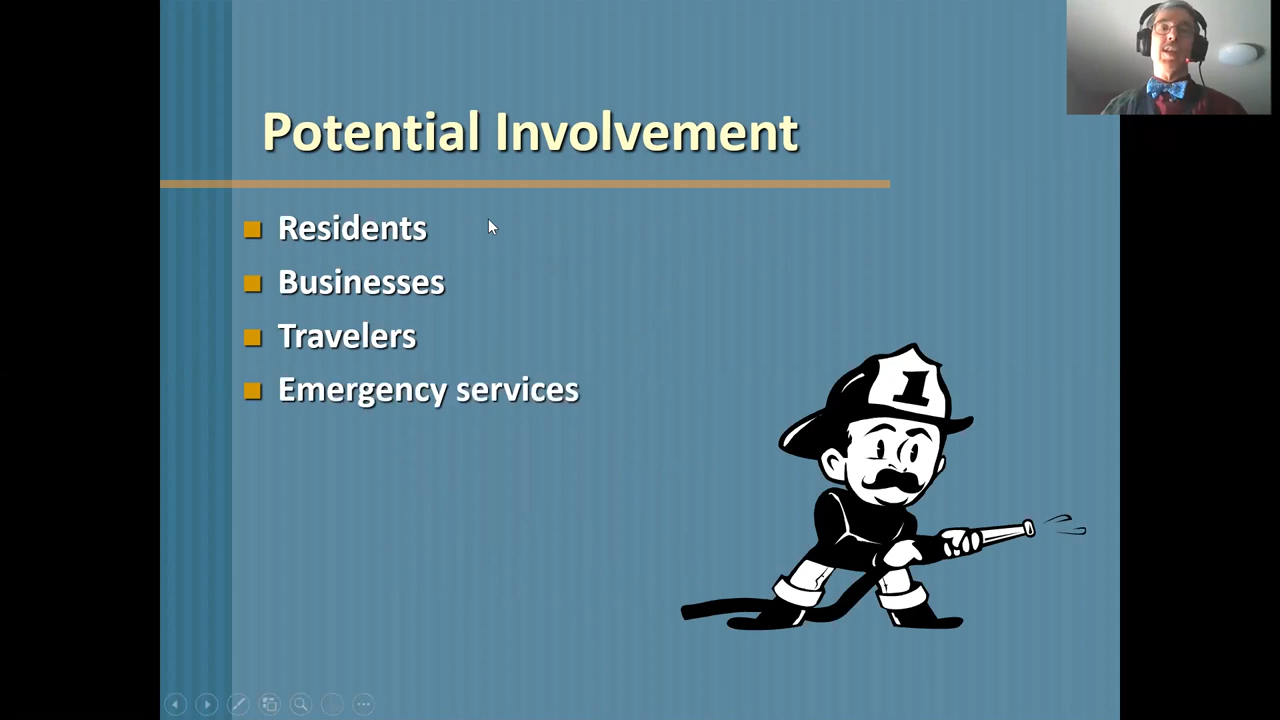 Potential Involvement
Residents
Businesses
Travelers
Emergency services
1